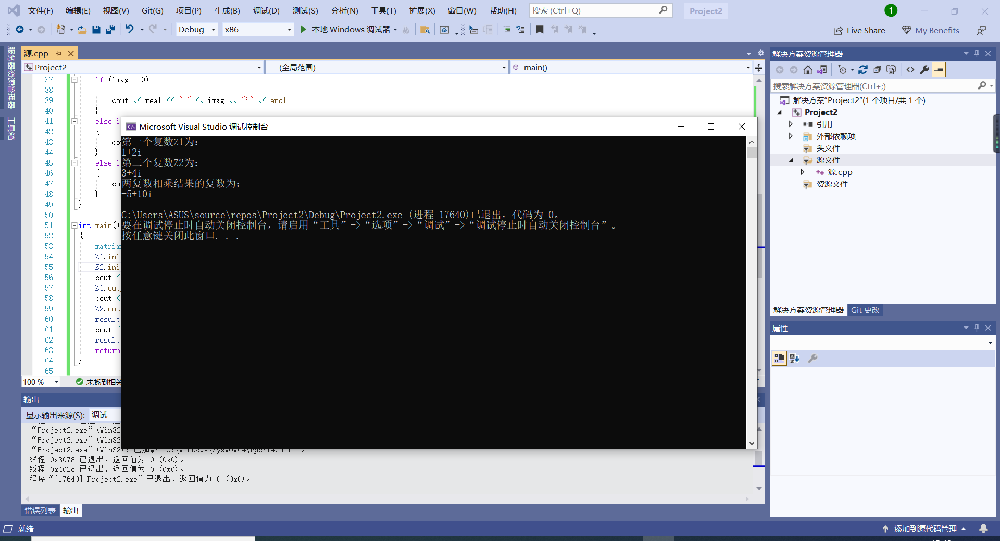 文件(F) 编辑(E) 视图(V) Git(G) 项目(P) 生成(B) 调试(D) 测试(S) 分析(N) 工具(T) 扩展(X) 窗口(W) 帮助(H) 搜索 (Ctrl+Q) Project2 1
Debug x86 本地 Windows 调试器 Live Share My Benefits
服务器资源管理器
工具箱
源.cpp
Project2 (全局范围) main()
37 if (imag > 0)
38 {
39 cout << real << "+" << imag << "i" << endl;
40 }
41 else i
42 {
43 co
44 }
45 else i
46 {
47 co
48 }
49 }
50
51 int main()
52 {
53 matrix
54 Z1.ini
55 Z2.ini
56 cout <
57 Z1.out
58 cout <
59 Z2.out
60 result
61 cout <
62 result
63 return
64 }
65
100 % 未找到相关
Microsoft Visual Studio 调试控制台
第一个复数Z1为:
1+2i
第二个复数Z2为:
3+4i
两复数相乘结果的复数为:
-5+10i
C:\Users\ASUS\source\repos\Project2\Debug\Project2.exe (进程 17640)已退出，代码为 0。
要在调试停止时自动关闭控制台，请启用“工具”->“选项”->“调试”->“调试停止时自动关闭控制台”。
按任意键关闭此窗口. . .
输出
显示输出来源(S): 调试
“Project2.exe” (Win32
“Project2.exe” (Win32
“Project2.exe” (Win32): 已加载 “C:\Windows\SysWOW64\rpcrt4.dll”。
线程 0x3078 已退出，返回值为 0 (0x0)。
线程 0x402c 已退出，返回值为 0 (0x0)。
程序“[17640] Project2.exe”已退出，返回值为 0 (0x0)。
错误列表 输出
解决方案资源管理器
搜索解决方案资源管理器(Ctrl+;)
解决方案“Project2”(1 个项目/共 1 个)
Project2
引用
外部依赖项
头文件
源文件
源.cpp
资源文件
解决方案资源管理器 Git 更改
属性
就绪 添加到源代码管理